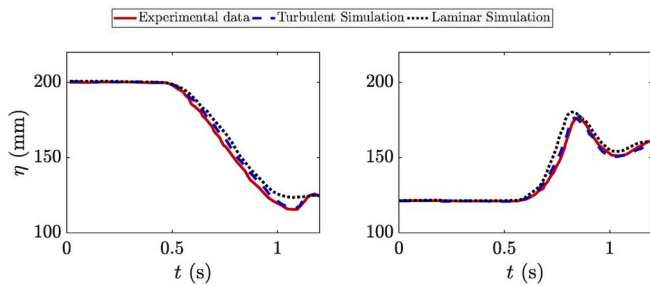 Experimental data Turbulent Simulation Laminar Simulation
200
150
100
η (mm)
0 0.5 1
t (s)
200
150
100
0 0.5 1
t (s)